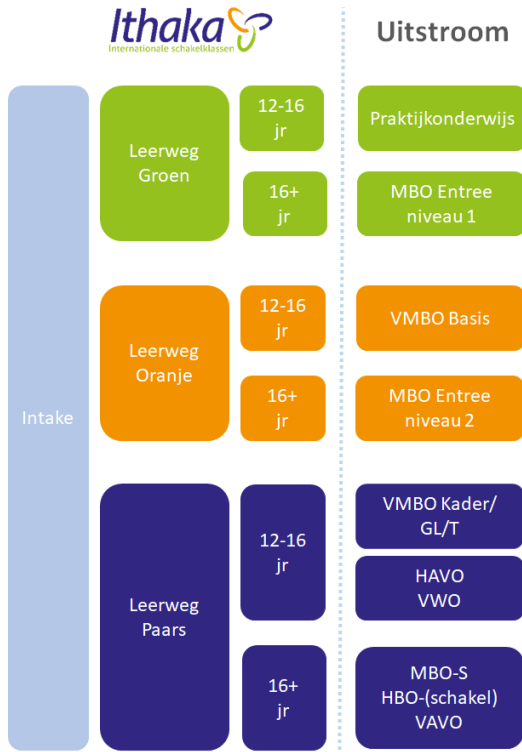 Ithaka
Internationale schakelklassen
Uitstroom
Intake
Leerweg
Groen
12-16
jr
Praktijkonderwijs
16+
jr
MBO Entree
niveau 1
Leerweg
Oranje
12-16
jr
VMBO Basis
16+
jr
MBO Entree
niveau 2
Leerweg
Paars
12-16
jr
VMBO Kader/
GL/T
HAVO
VWO
16+
jr
MBO-S
HBO-(schakel)
VAVO